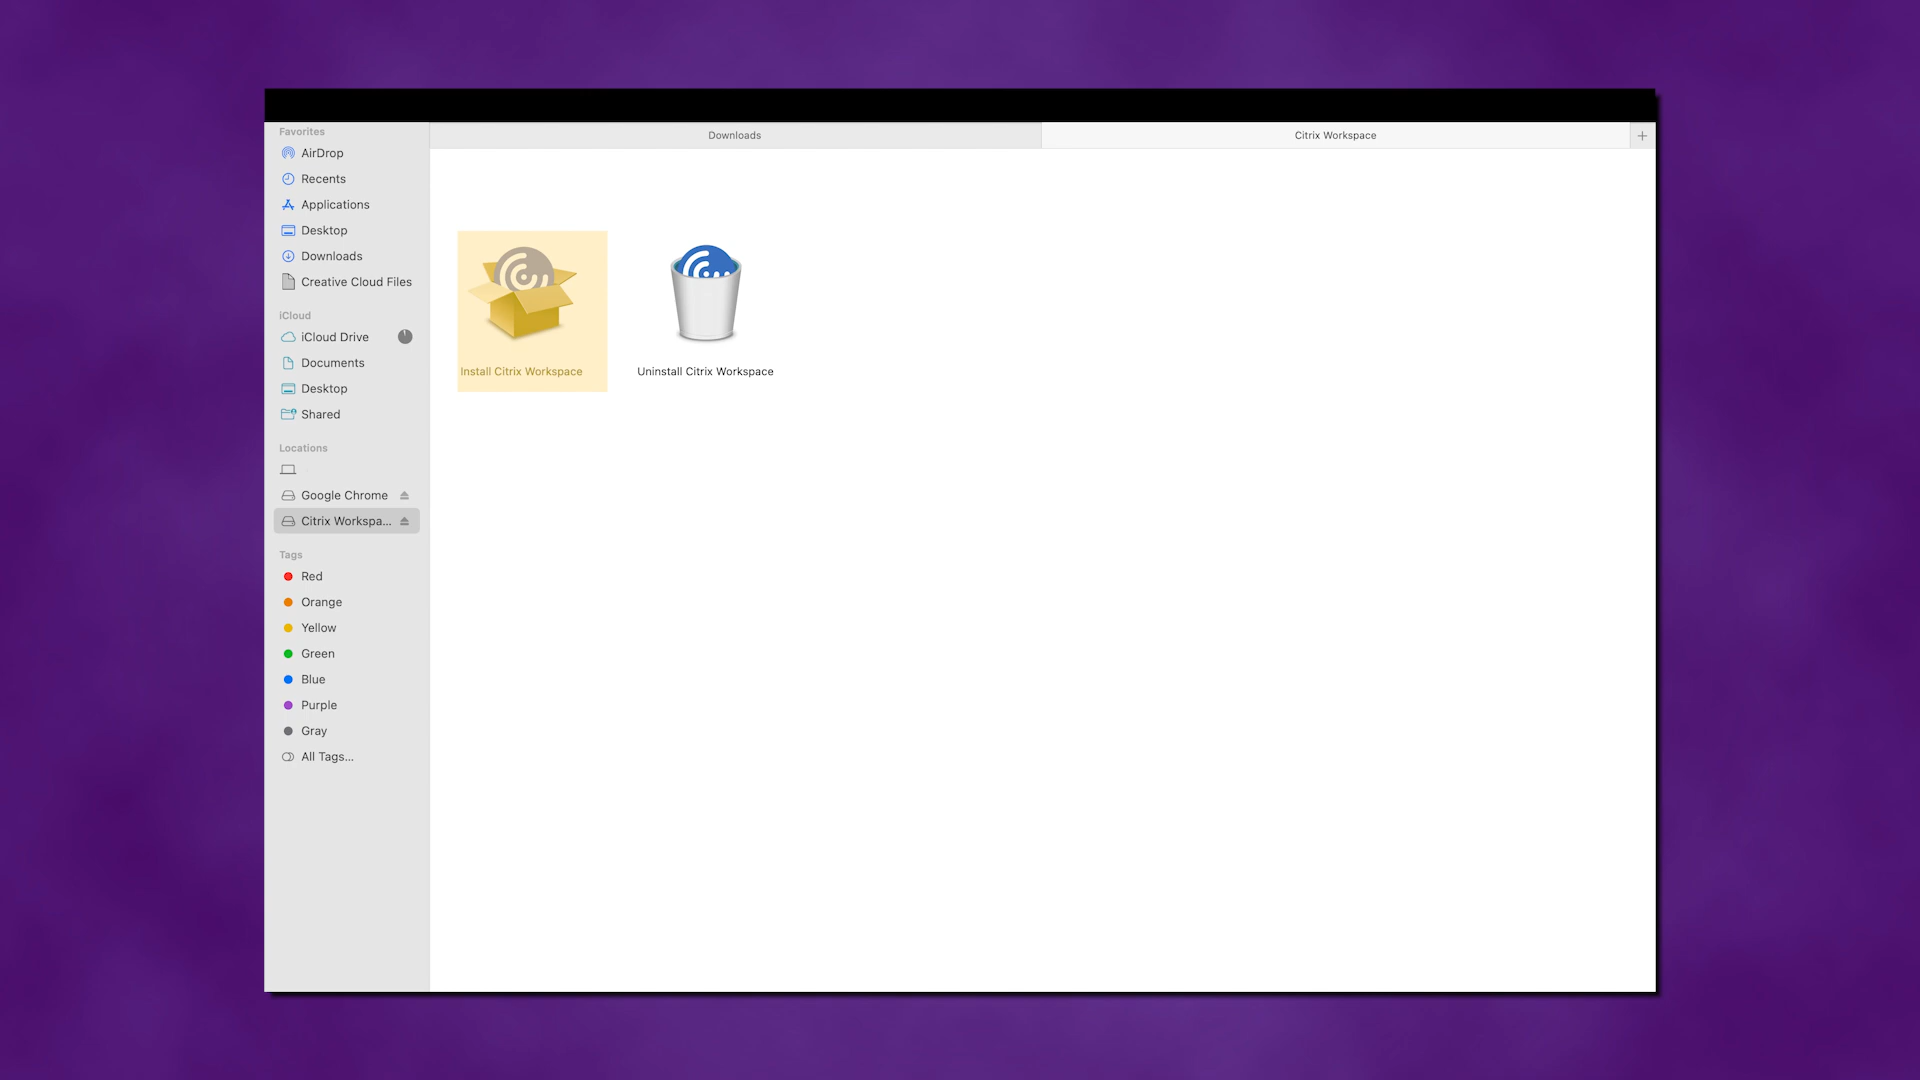 Favorites
AirDrop
Recents
Applications
Desktop
Downloads
Creative Cloud Files
iCloud
iCloud Drive
Documents
Desktop
Shared
Locations
Google Chrome
Citrix Workspa...
Tags
Red
Orange
Yellow
Green
Blue
Purple
Gray
All Tags...
Downloads
Citrix Workspace
Install Citrix Workspace
Uninstall Citrix Workspace